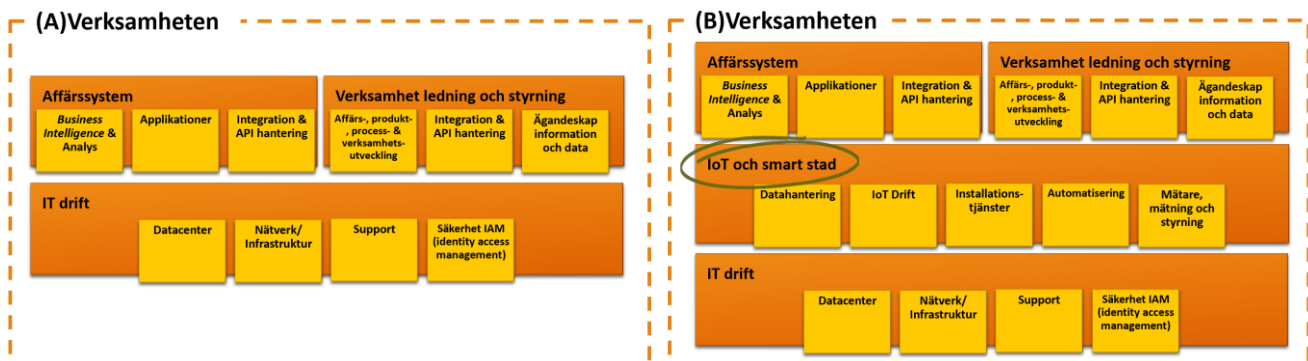 (A)Verksamheten
Affärssystem
Business
Intelligence &
Analys
Applikationer
Integration &
API hantering
Verksamhet ledning och styrning
Affärs-, produkt-
, process- &
verksamhets-
utveckling
Integration &
API hantering
Ägandeskap
information
och data
IT drift
Datacenter
Nätverk/
Infrastruktur
Support
Säkerhet IAM
(identity access
management)
(B)Verksamheten
Affärssystem
Business
Intelligence &
Analys
Applikationer
Integration &
API hantering
Verksamhet ledning och styrning
Affärs-, produkt-
, process- &
verksamhets-
utveckling
Integration &
API hantering
Ägandeskap
information
och data
IoT och smart stad
Datahantering
IoT Drift
Installations-
tjänster
Automatisering
Mätare,
mätning och
styrning
IT drift
Datacenter
Nätverk/
Infrastruktur
Support
Säkerhet IAM
(identity access
management)